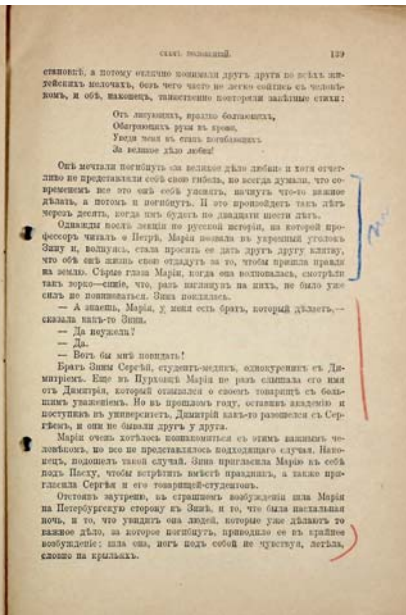 139
становкѣ, а потому отлично понимали другъ друга во всѣхъ жи-
тейскихъ мелочахъ, безъ чего часто не легко сойтись съ человѣ-
комъ, и обѣ, наконецъ, таинственно повторяли завѣтные стихи:
Отъ ликующихъ, праздно болтающихъ,
Обагряющихъ руки въ крови,
Уведи меня въ станъ погибающихъ
За великое дѣло любви!
Онѣ мечтали погибнуть «за великое дѣло любви» и хотя отчет-
ливо не представляли себѣ свою гибель, но всегда думали, что со-
временемъ все это онѣ себѣ уяснятъ, начнутъ что-то важное
дѣлать, а потомъ и погибнутъ. И это произойдетъ такъ лѣтъ
черезъ десять, когда имъ будетъ по двадцати шести лѣтъ.
Однажды послѣ лекціи по русской исторіи, на которой про-
фессоръ читалъ о Петрѣ, Марія позвала въ укромный уголокъ
Зину и, волнуясь, стала просить ее дать другъ другу клятву,
что обѣ онѣ жизнь свою отдадутъ за то, чтобы пришла правда
на землю. Сѣрые глаза Маріи, когда она волновалась, смотрѣли
такъ зорко—синіе, что, разъ взглянувъ на нихъ, не было уже
силъ не повиноваться. Зина поклялась.
— А знаешь, Марія, у меня есть братъ, который дѣлаетъ,—
сказала какъ-то Зина.
— Да неужели?
— Да.
— Вотъ бы мнѣ повидать!
Братъ Зины Сергѣй, студентъ-медикъ, однокурсникъ съ Ди-
митріемъ. Еще въ Пурховцѣ Марія не разъ слышала его имя
отъ Димитрія, который отзывался о своемъ товарищѣ съ боль-
шимъ уваженіемъ. Но въ прошломъ году, оставивъ академію и
поступивъ въ университетъ, Димитрій какъ-то разошелся съ Сер-
гѣемъ, и они не бывали другъ у друга.
Маріи очень хотѣлось познакомиться съ этимъ важнымъ че-
ловѣкомъ, но все не представлялось подходящаго случая. Нако-
нецъ, подошелъ такой случай. Зина пригласила Марію къ себѣ
подъ Пасху, чтобы встрѣтить вмѣстѣ праздникъ, а также при-
гласила Сергѣя и его товарищей-студентовъ.
Отстоявъ заутреню, въ страшномъ возбужденіи шла Марія
на Петербургскую сторону къ Зинѣ, и то, что была пасхальная
ночь, и то, что увидитъ она людей, которые уже дѣлаютъ то
важное дѣло, за которое погибнутъ, приводило ее въ крайнее
возбужденіе: шла она, ногъ подъ собой не чувствуя, летѣла,
словно на крыльяхъ.